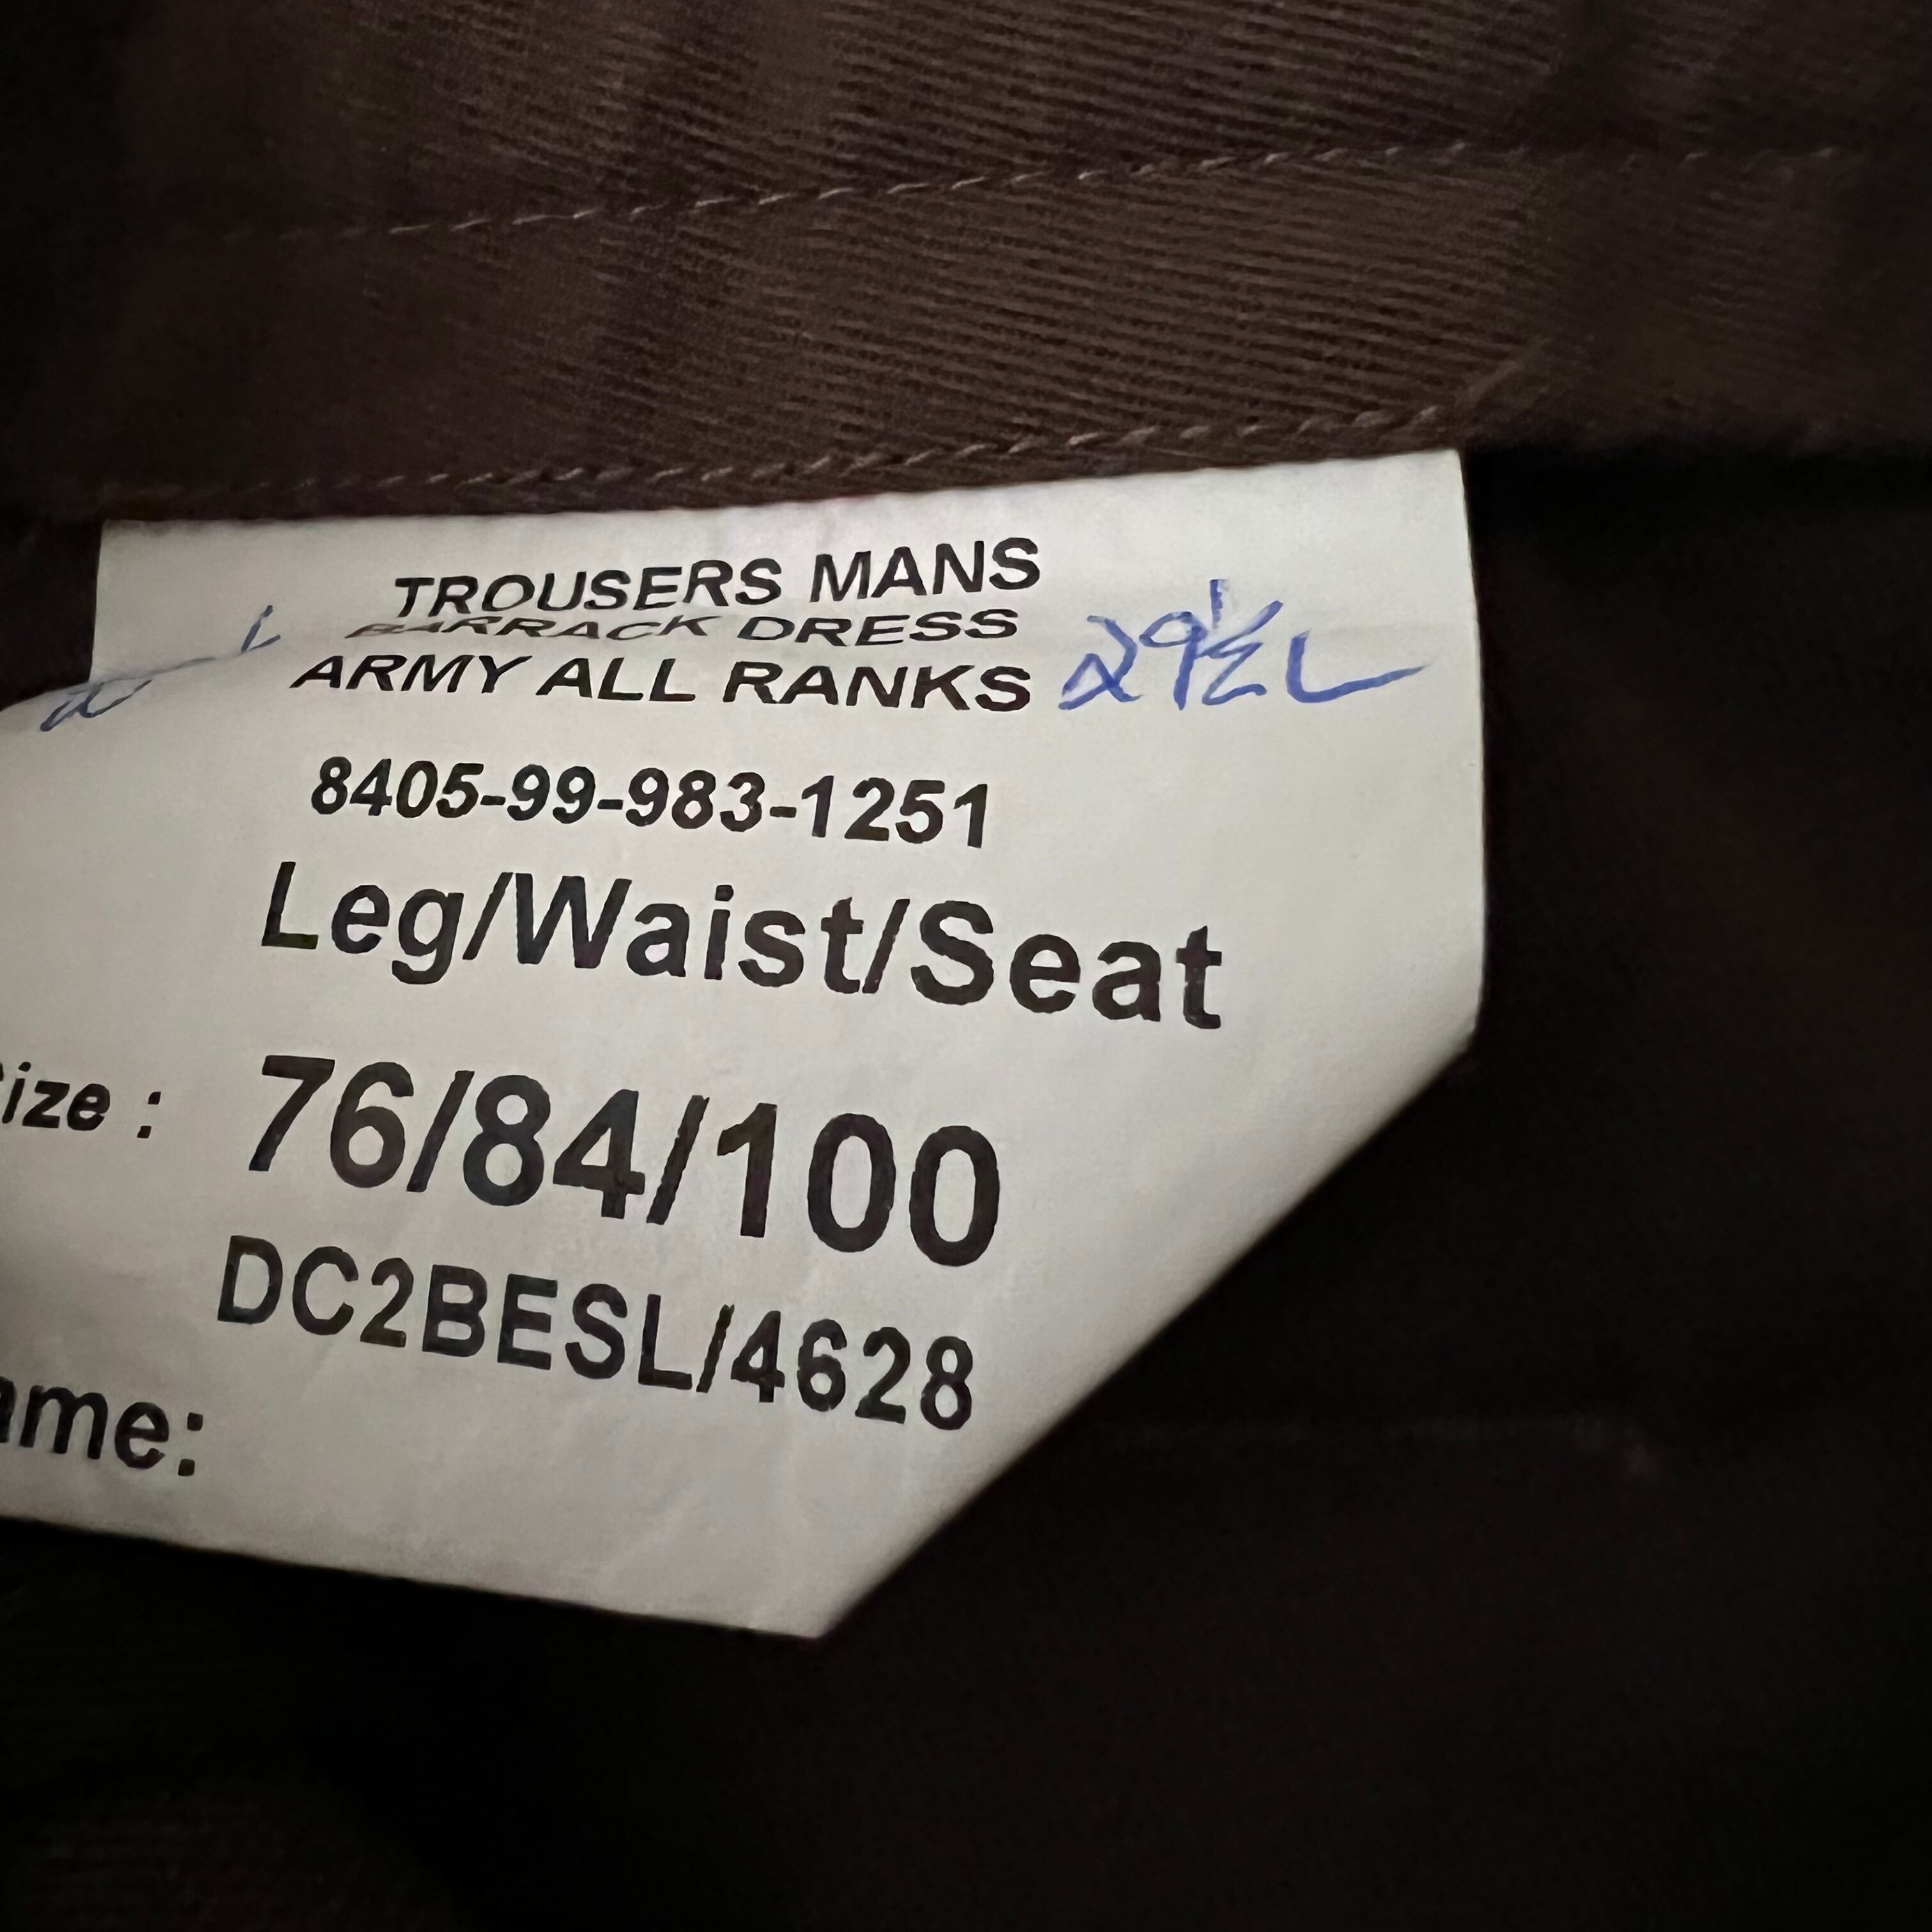 TROUSERS MANS
BARRACK DRESS
ARMY ALL RANKS 29½ L
8405-99-983-1251
Leg/Waist/Seat
ize : 76/84/100
DC2BESL/4628
ame: